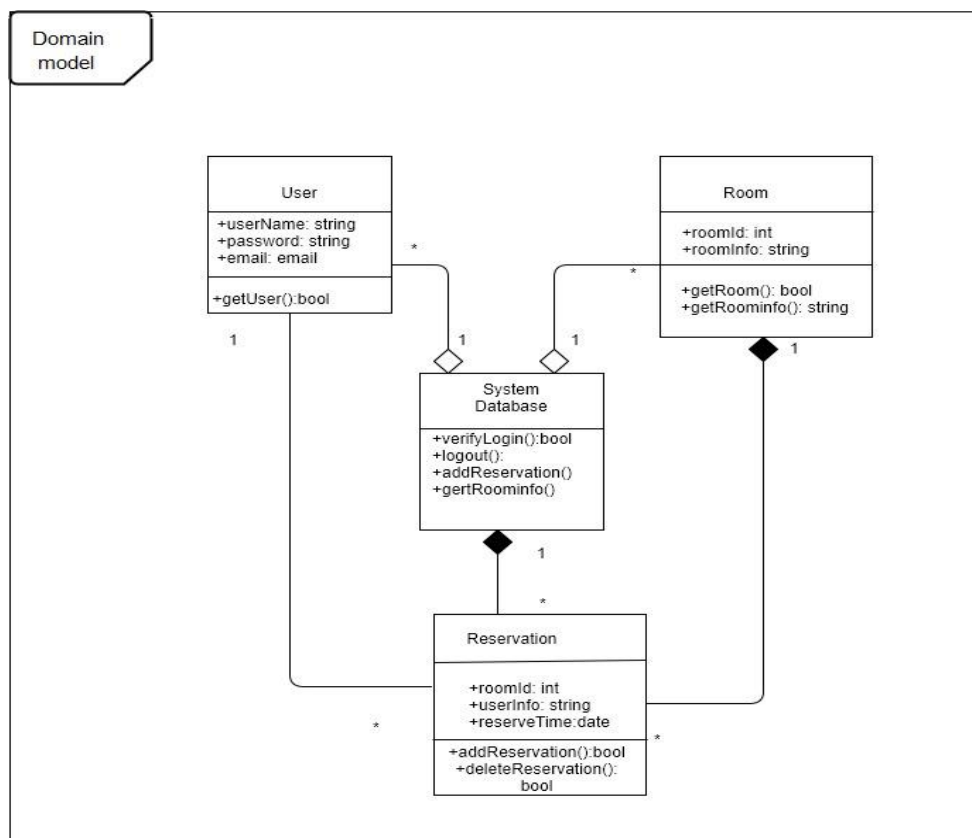 Domain
model
User
+userName: string
+password: string
+email: email
+getUser():bool
Room
+roomId: int
+roomInfo: string
+getRoom(): bool
+getRoominfo(): string
*
*
1
1
1
1
System
Database
+verifyLogin():bool
+logout():
+addReservation()
+gertRoominfo()
1
*
Reservation
+roomId: int
+userInfo: string
+reserveTime:date
+addReservation():bool
+deleteReservation():
bool
*
*